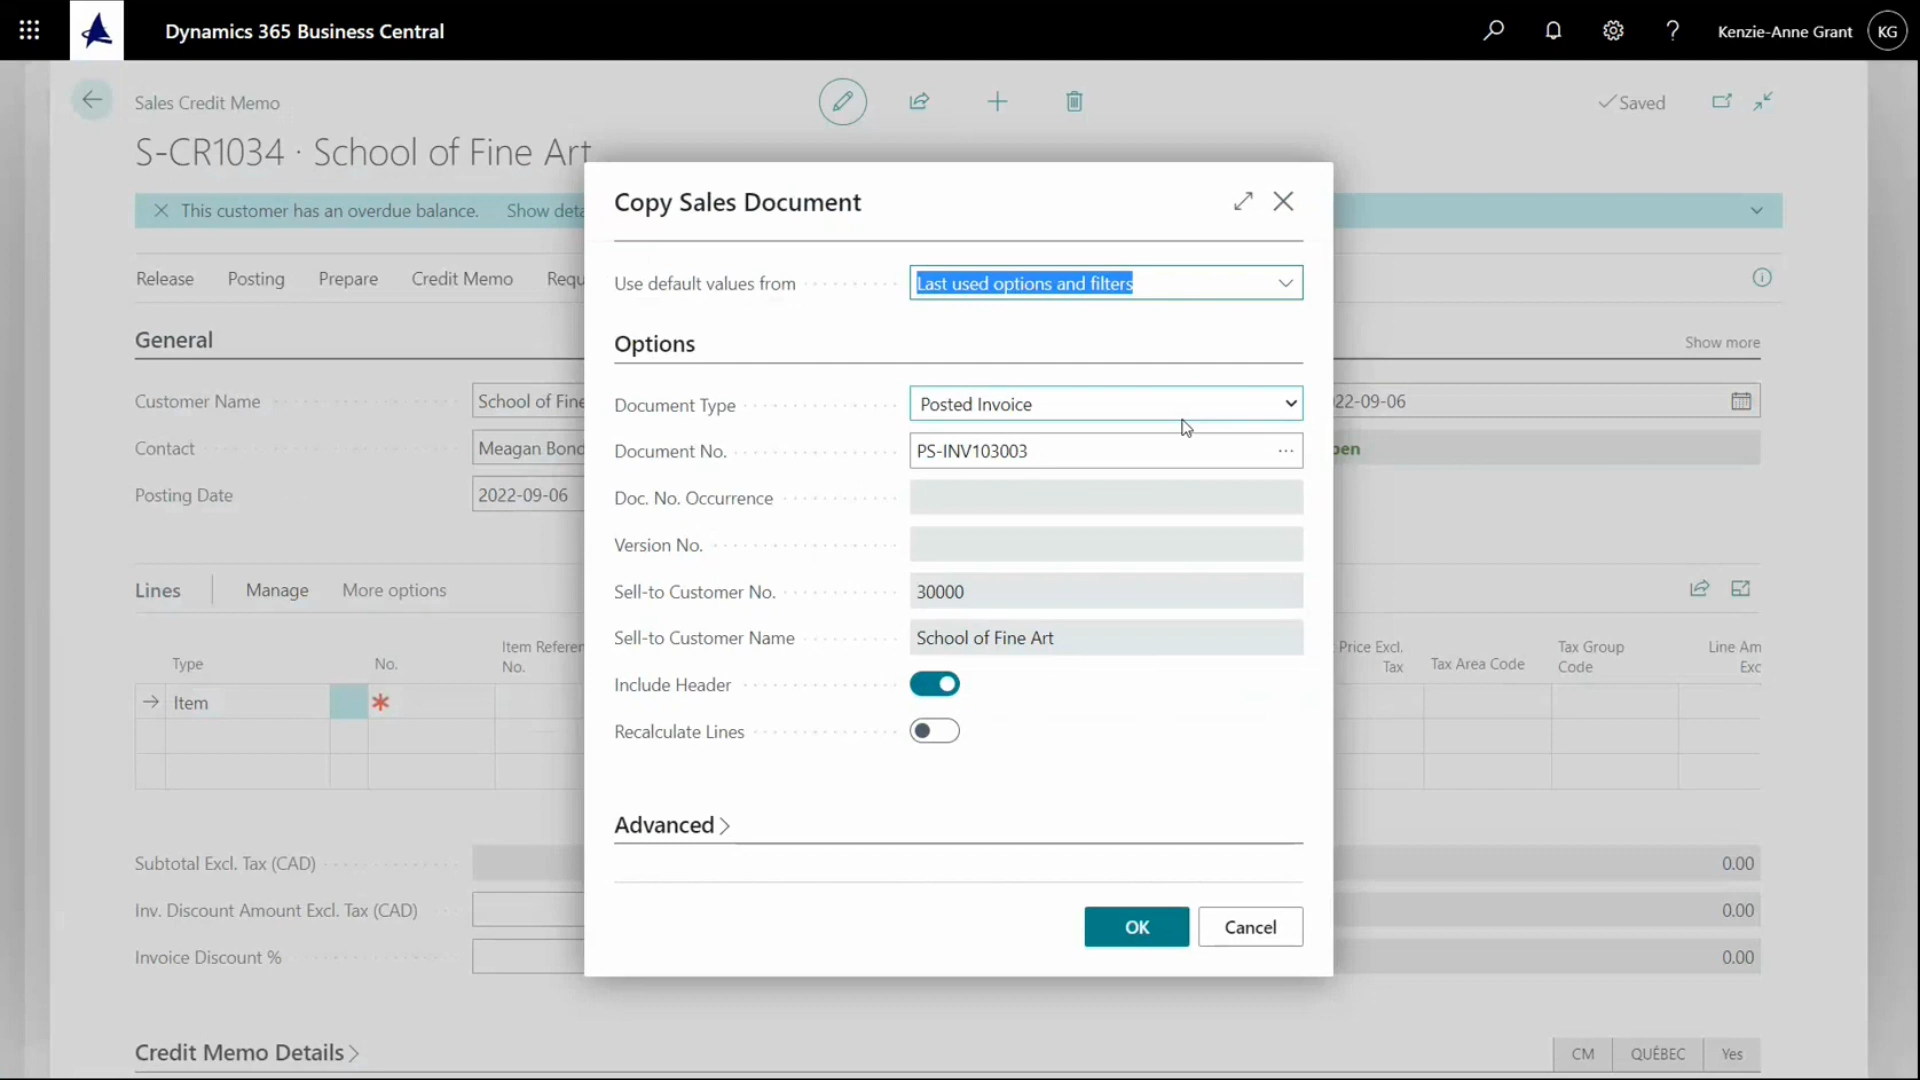 Dynamics 365 Business Central
Kenzie-Anne Grant
KG
Sales Credit Memo
Saved
S-CR1034 · School of Fine Art
This customer has an overdue balance. Show deta
Release Posting Prepare Credit Memo Requ
General
Show more
Customer Name School of Fine
22-09-06
Contact Meagan Bond
pen
Posting Date 2022-09-06
Lines Manage More options
Type
No.
Item Referen
No.
Price Excl.
Tax
Tax Area Code
Tax Group
Code
Line Am
Exc
Item
Subtotal Excl. Tax (CAD)
0.00
Inv. Discount Amount Excl. Tax (CAD)
0.00
Invoice Discount %
0.00
Credit Memo Details
CM QUÉBEC Yes
Copy Sales Document
Use default values from Last used options and filters
Options
Document Type Posted Invoice
Document No. PS-INV103003
Doc. No. Occurrence
Version No.
Sell-to Customer No. 30000
Sell-to Customer Name School of Fine Art
Include Header
Recalculate Lines
Advanced
OK Cancel